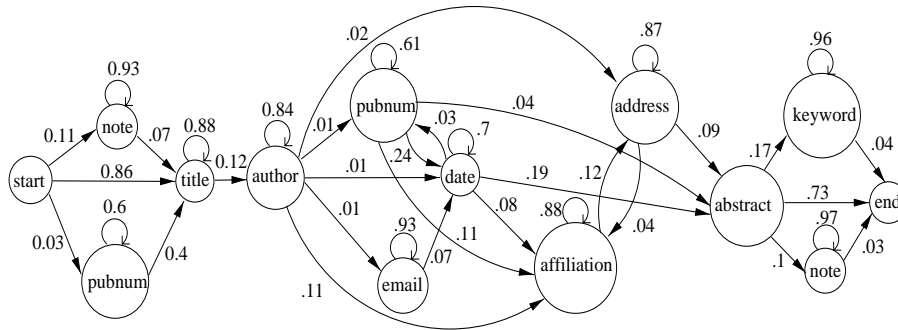 .02
.87
.96
0.93
.61
note
pubnum
address
keyword
0.11
.07
0.88
0.84
.01
.04
.03
.7
.09
.17
.04
start
0.86
title
0.12
author
.01
.24
date
.12
.19
abstract
.73
end
0.03
0.6
.01
.93
.08
.88
.04
.97
pubnum
0.4
email
.07
.11
affiliation
.1
note
.03
.11